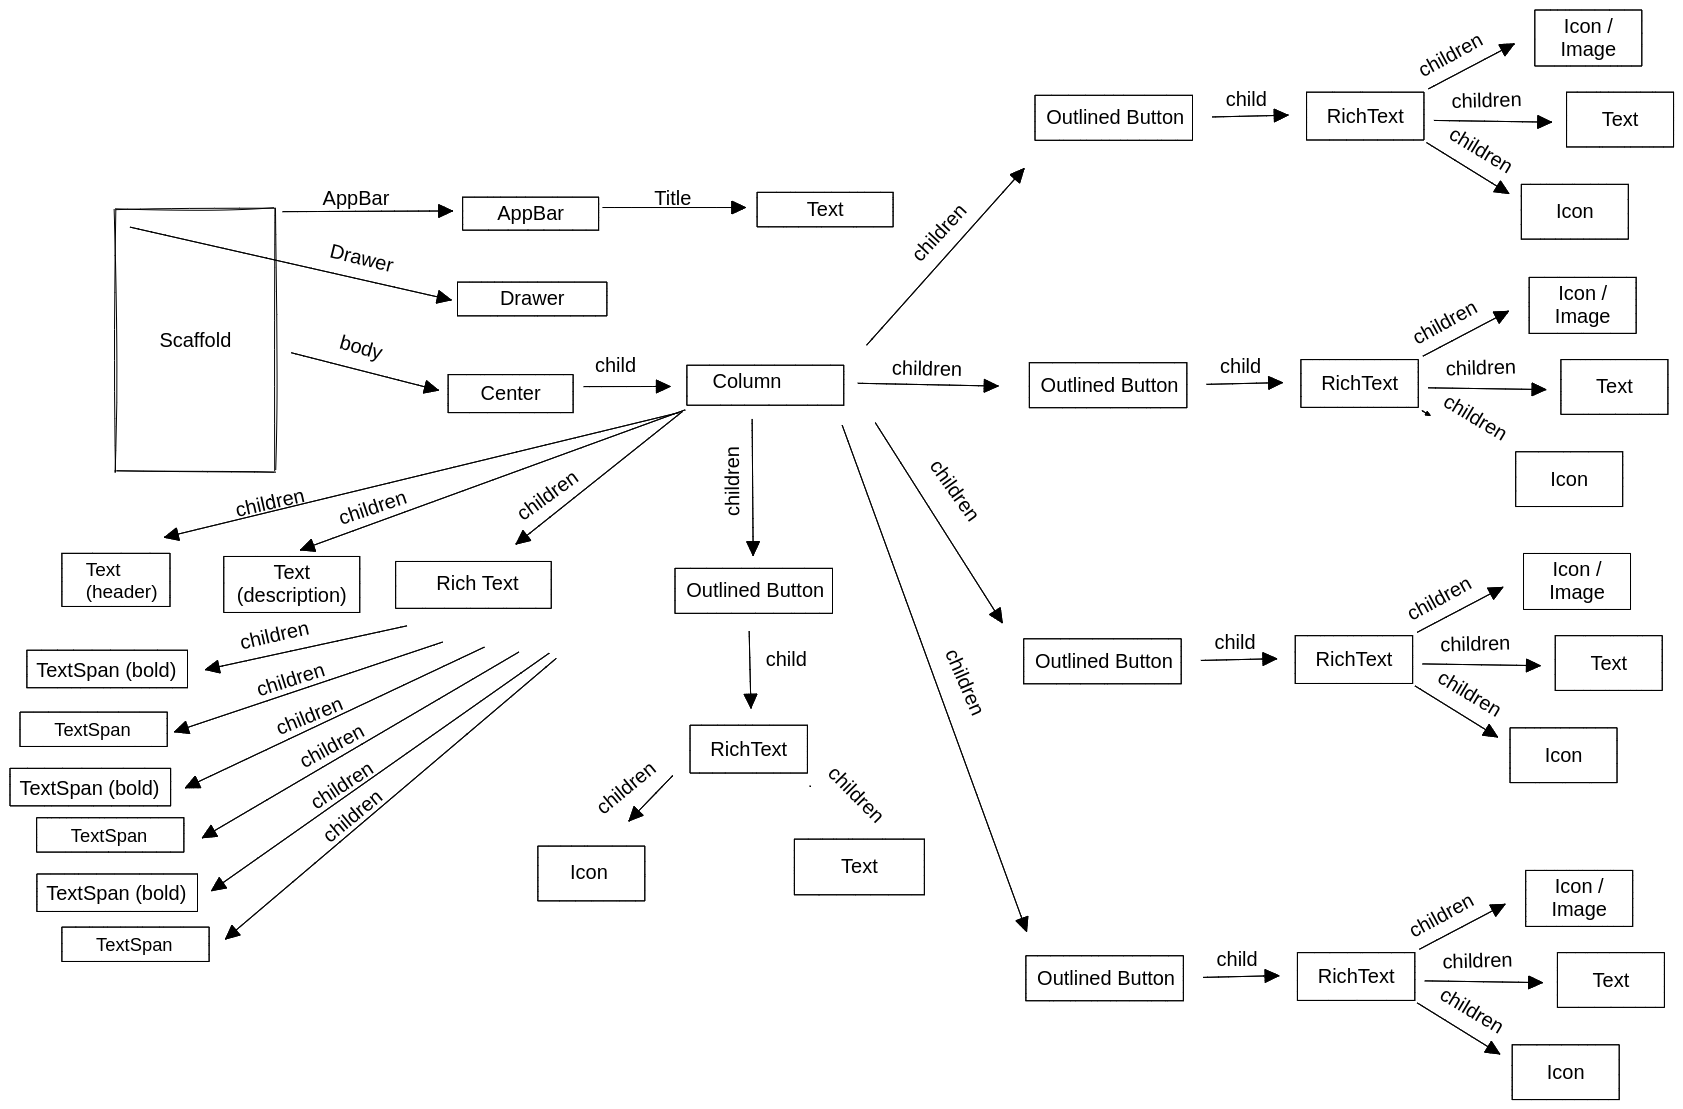 Icon /
Image
children
Outlined Button
child
RichText
children
Text
children
Icon
AppBar
AppBar
Title
Text
children
Drawer
Drawer
Scaffold
body
Center
child
Column
children
Outlined Button
child
RichText
children
Icon /
Image
children
Text
children
Icon
children
children
children
children
children
children
Text
(header)
Text
(description)
Rich Text
Outlined Button
child
RichText
children
Icon
children
Text
children
TextSpan (bold)
children
TextSpan
children
TextSpan (bold)
children
TextSpan
children
TextSpan (bold)
children
TextSpan
Outlined Button
child
RichText
children
Icon /
Image
children
Text
children
Icon
Outlined Button
child
RichText
children
Icon /
Image
children
Text
children
Icon